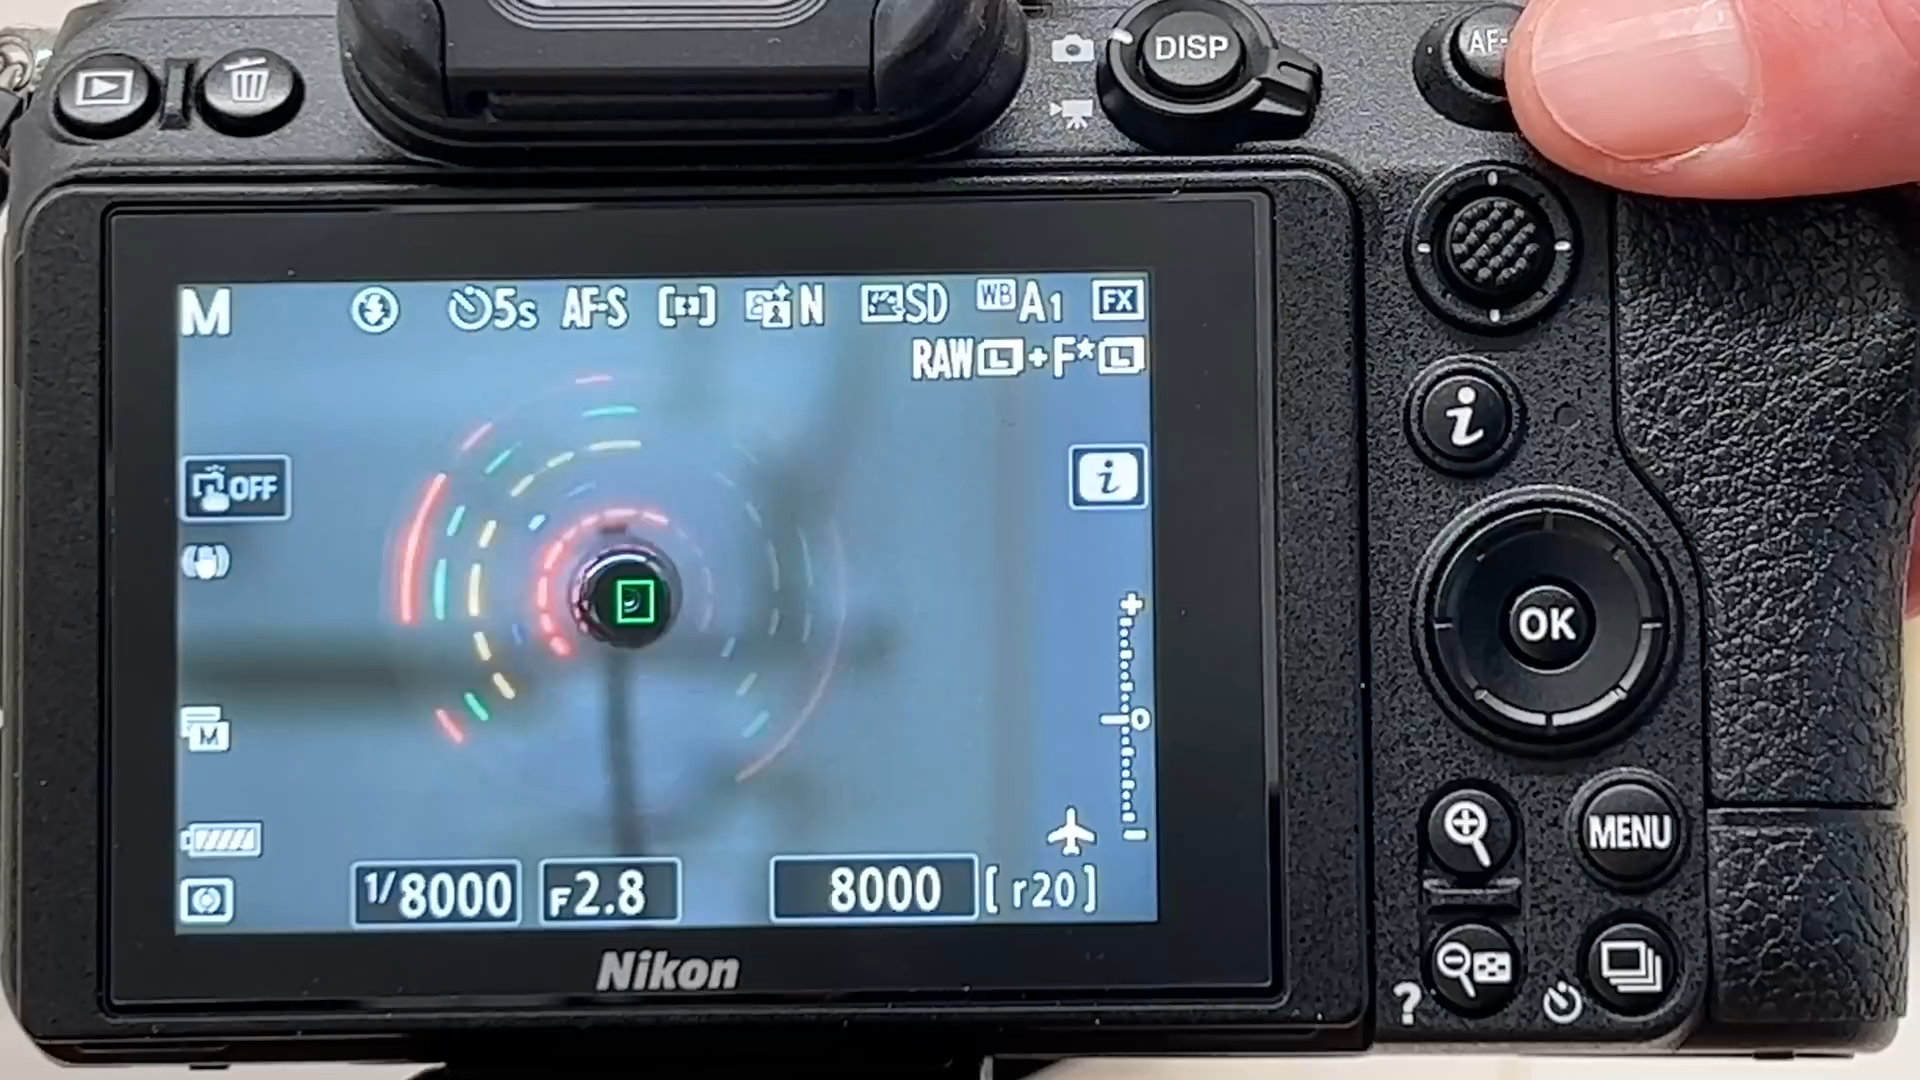 DISP
AF-
M 5s AF-S N SD WB A1 FX
RAW L + F* L
OFF
i
i
OK
M
MENU
1/8000 F2.8 8000 [r20]
Nikon
?